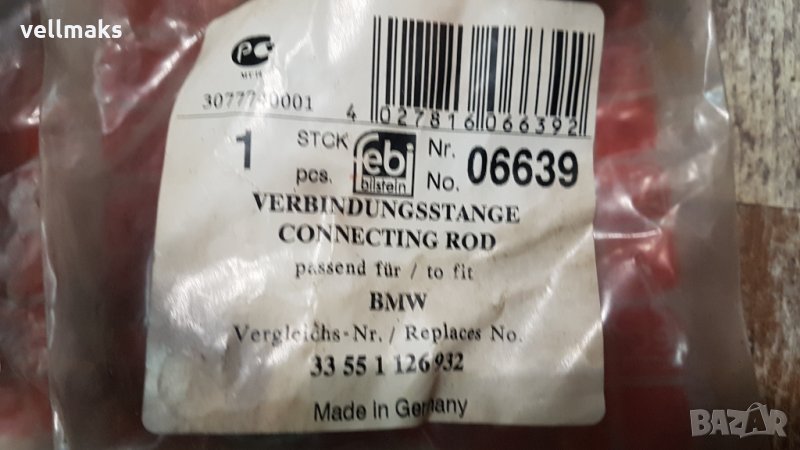 vellmaks
PC
4 027816 066392
1
STCK
pcs.
febi
bilstein
Nr.
No.
06639
VERBINDUNGSSTANGE
CONNECTING ROD
passend für / to fit
BMW
Vergleichs-Nr. / Replaces No.
33 55 1 126 932
Made in Germany
BAZAR